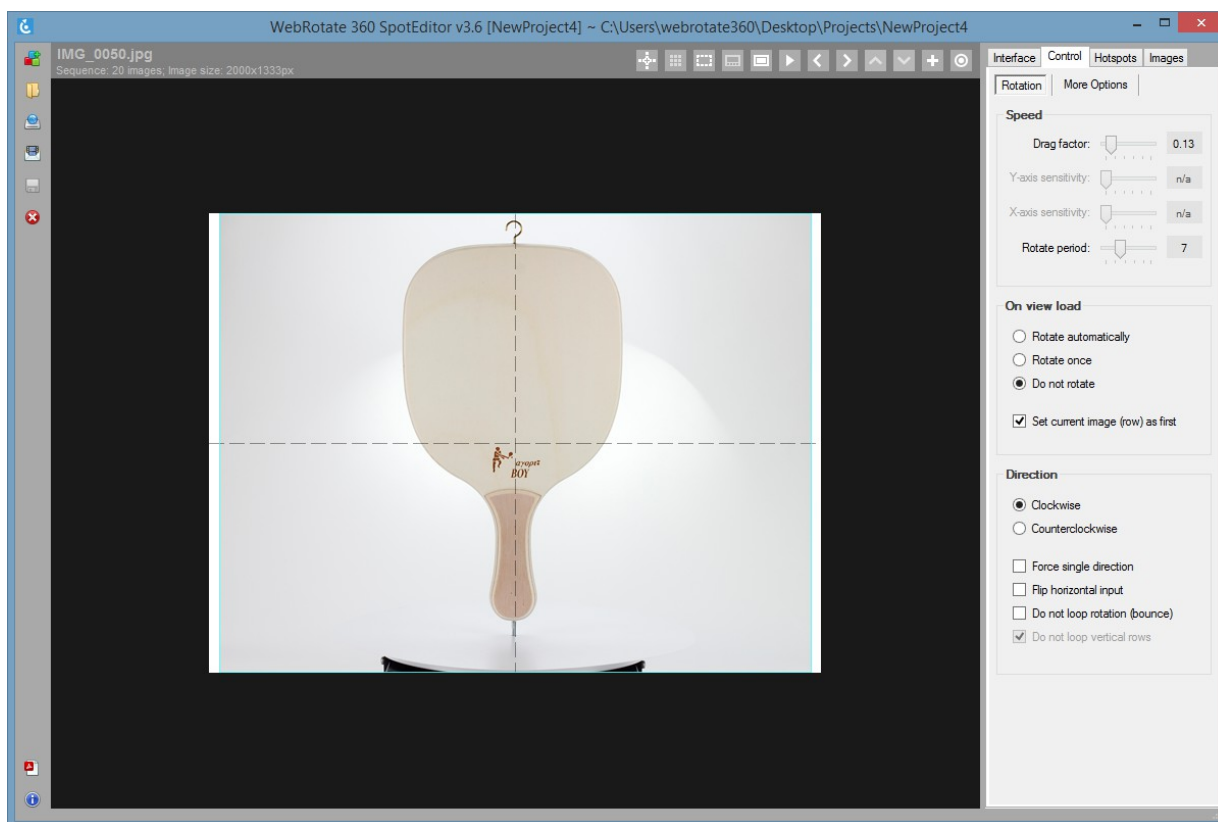 WebRotate 360 SpotEditor v3.6 [NewProject4] ~ C:\Users\webrotate360\Desktop\Projects\NewProject4
IMG_0050.jpg
Sequence: 20 images; Image size: 2000x1333px
Interface Control Hotspots Images
Rotation More Options
Speed
Drag factor: 0.13
Y-axis sensitivity: n/a
X-axis sensitivity: n/a
Rotate period: 7
On view load
Rotate automatically
Rotate once
Do not rotate
Set current image (row) as first
Direction
Clockwise
Counterclockwise
Force single direction
Flip horizontal input
Do not loop rotation (bounce)
Do not loop vertical rows
BOY